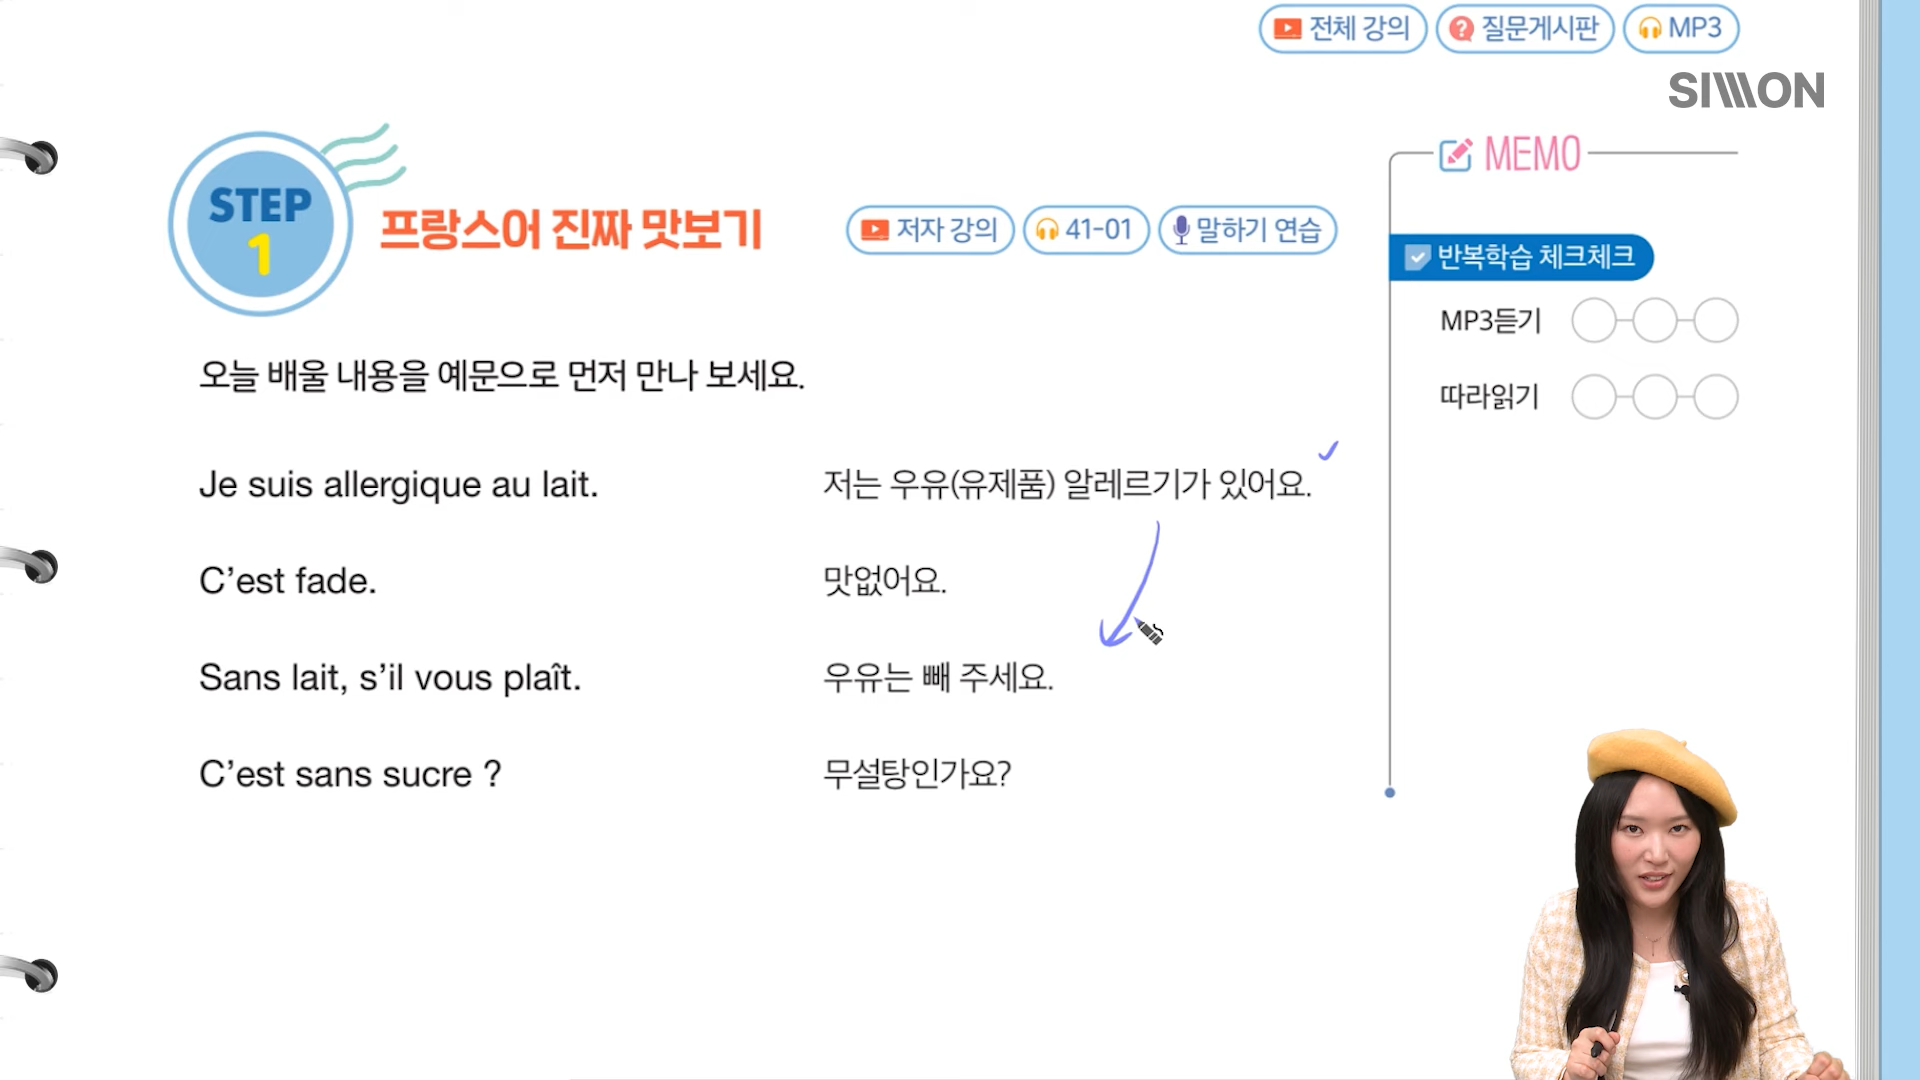 전체 강의 질문게시판 MP3
SIWON
MEMO
STEP
1
프랑스어 진짜 맛보기 저자 강의 41-01 말하기 연습
반복학습 체크체크
MP3듣기
따라읽기
오늘 배울 내용을 예문으로 먼저 만나 보세요.
Je suis allergique au lait. 저는 우유(유제품) 알레르기가 있어요.
C’est fade. 맛없어요.
Sans lait, s’il vous plaît. 우유는 빼 주세요.
C’est sans sucre ? 무설탕인가요?